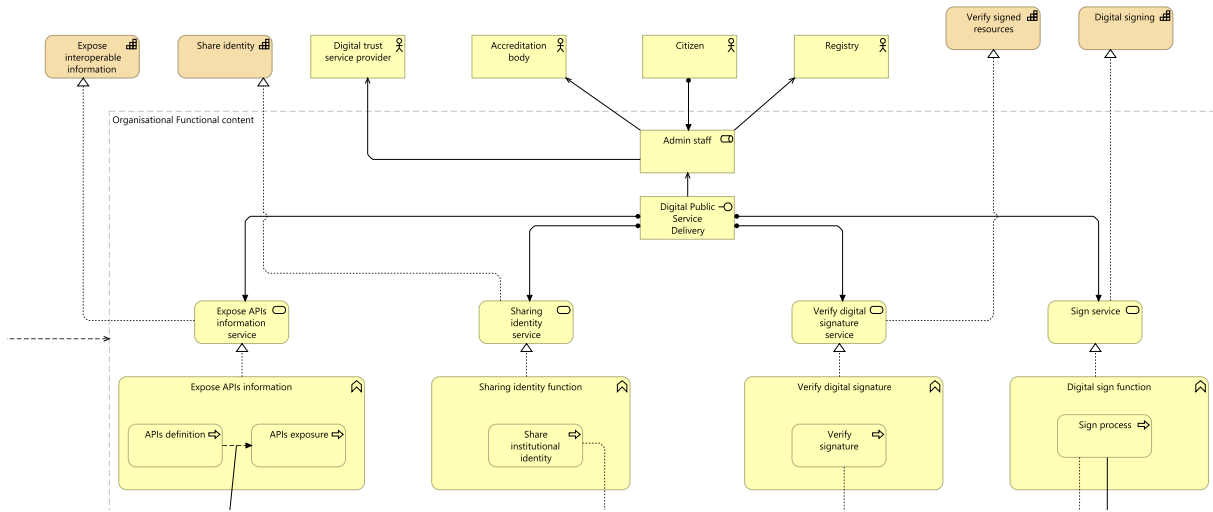 Expose
interoperable
information
Share identity
Digital trust
service provider
Accreditation
body
Citizen
Registry
Verify signed
resources
Digital signing
Organisational Functional content
Admin staff
Digital Public
Service
Delivery
Expose APIs
information
service
Sharing
identity
service
Verify digital
signature
service
Sign service
Expose APIs information
APIs definition
APIs exposure
Sharing identity function
Share
institutional
identity
Verify digital signature
Verify
signature
Digital sign function
Sign process